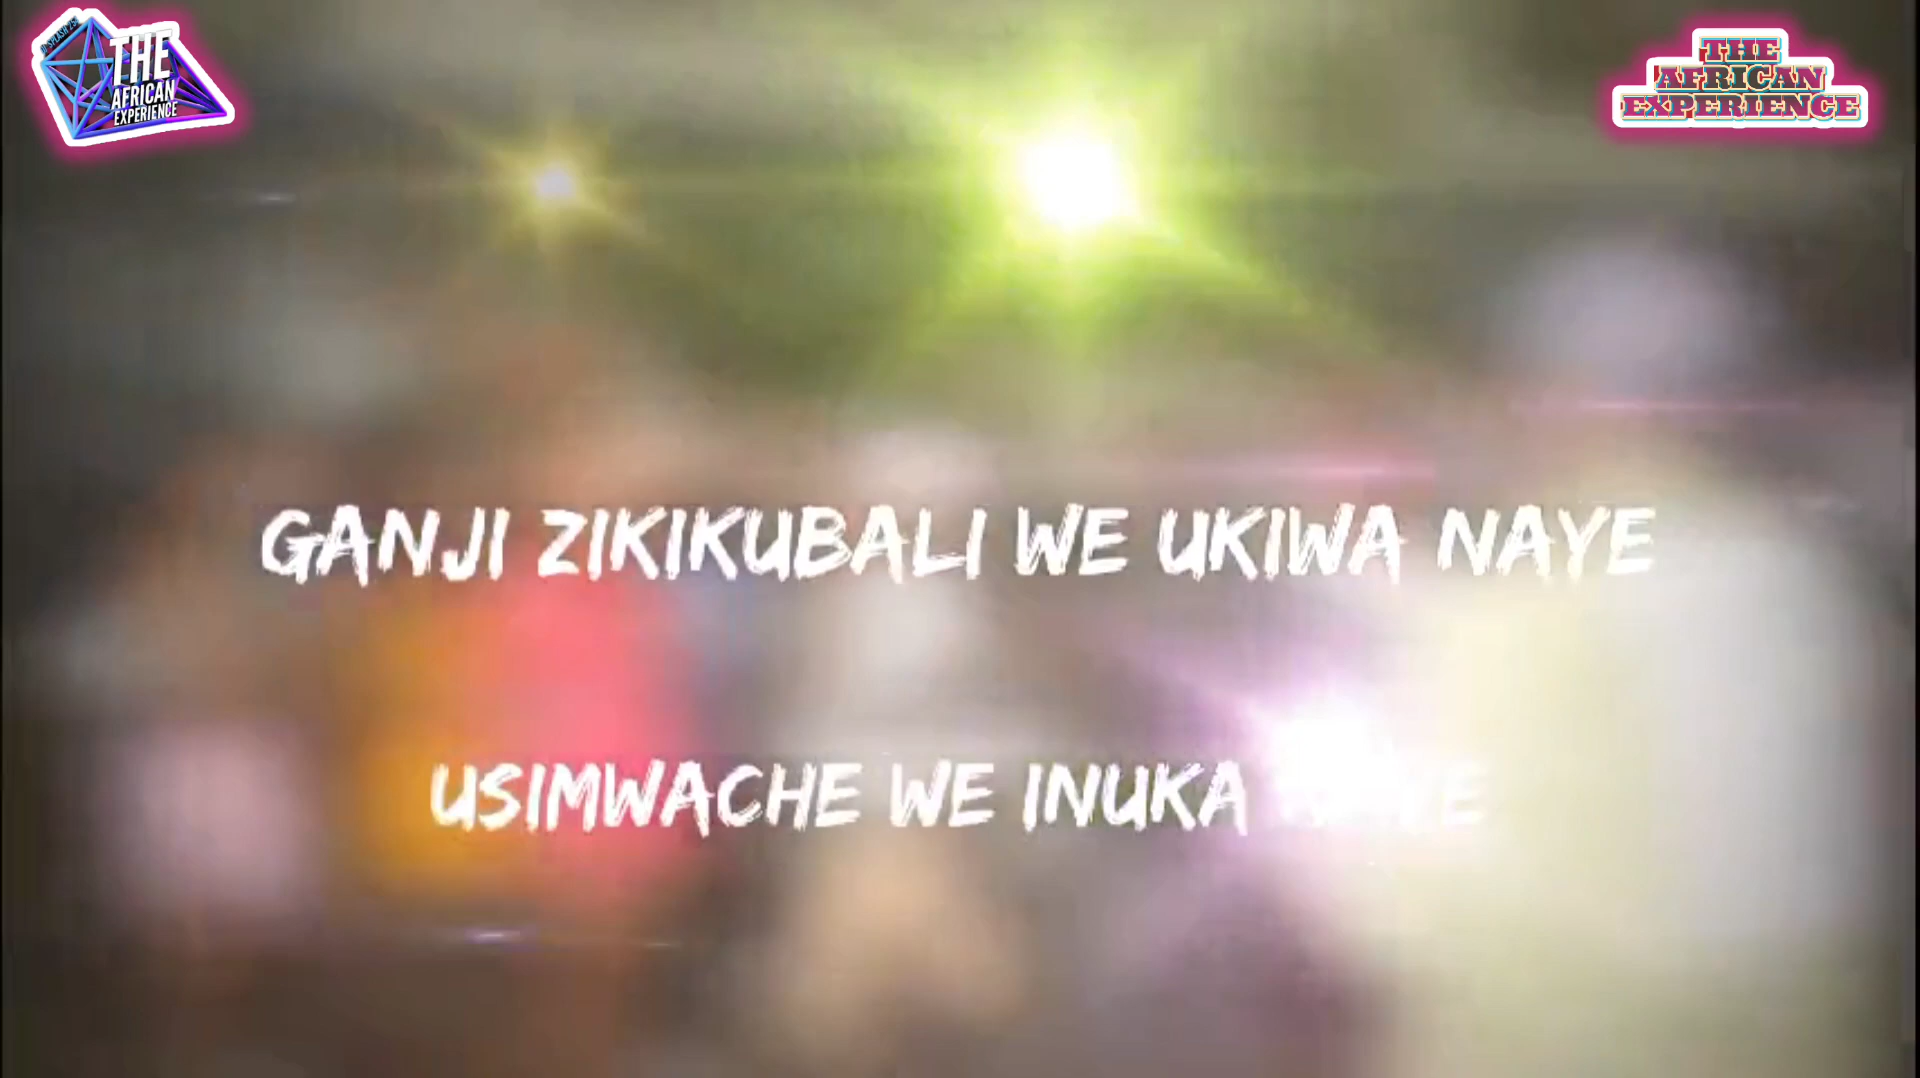 THE
AFRICAN
EXPERIENCE
THE
AFRICAN
EXPERIENCE
GANJI ZIKIKUBALI WE UKIWA NAYE
USIMWACHE WE INUKA